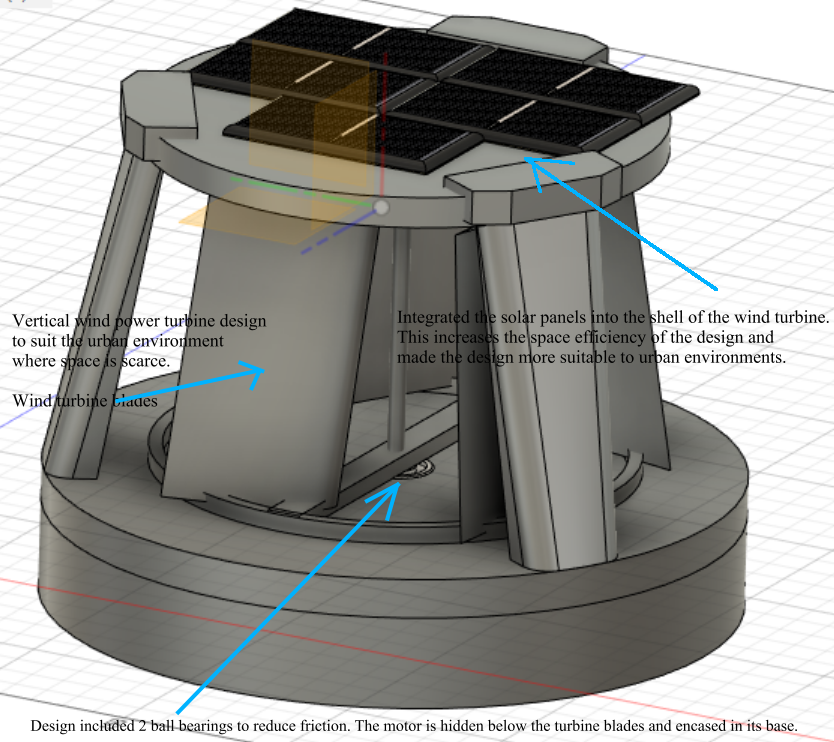 Vertical wind power turbine design
to suit the urban environment
where space is scarce.
Wind turbine blades
Integrated the solar panels into the shell of the wind turbine.
This increases the space efficiency of the design and
made the design more suitable to urban environments.
Design included 2 ball bearings to reduce friction. The motor is hidden below the turbine blades and encased in its base.